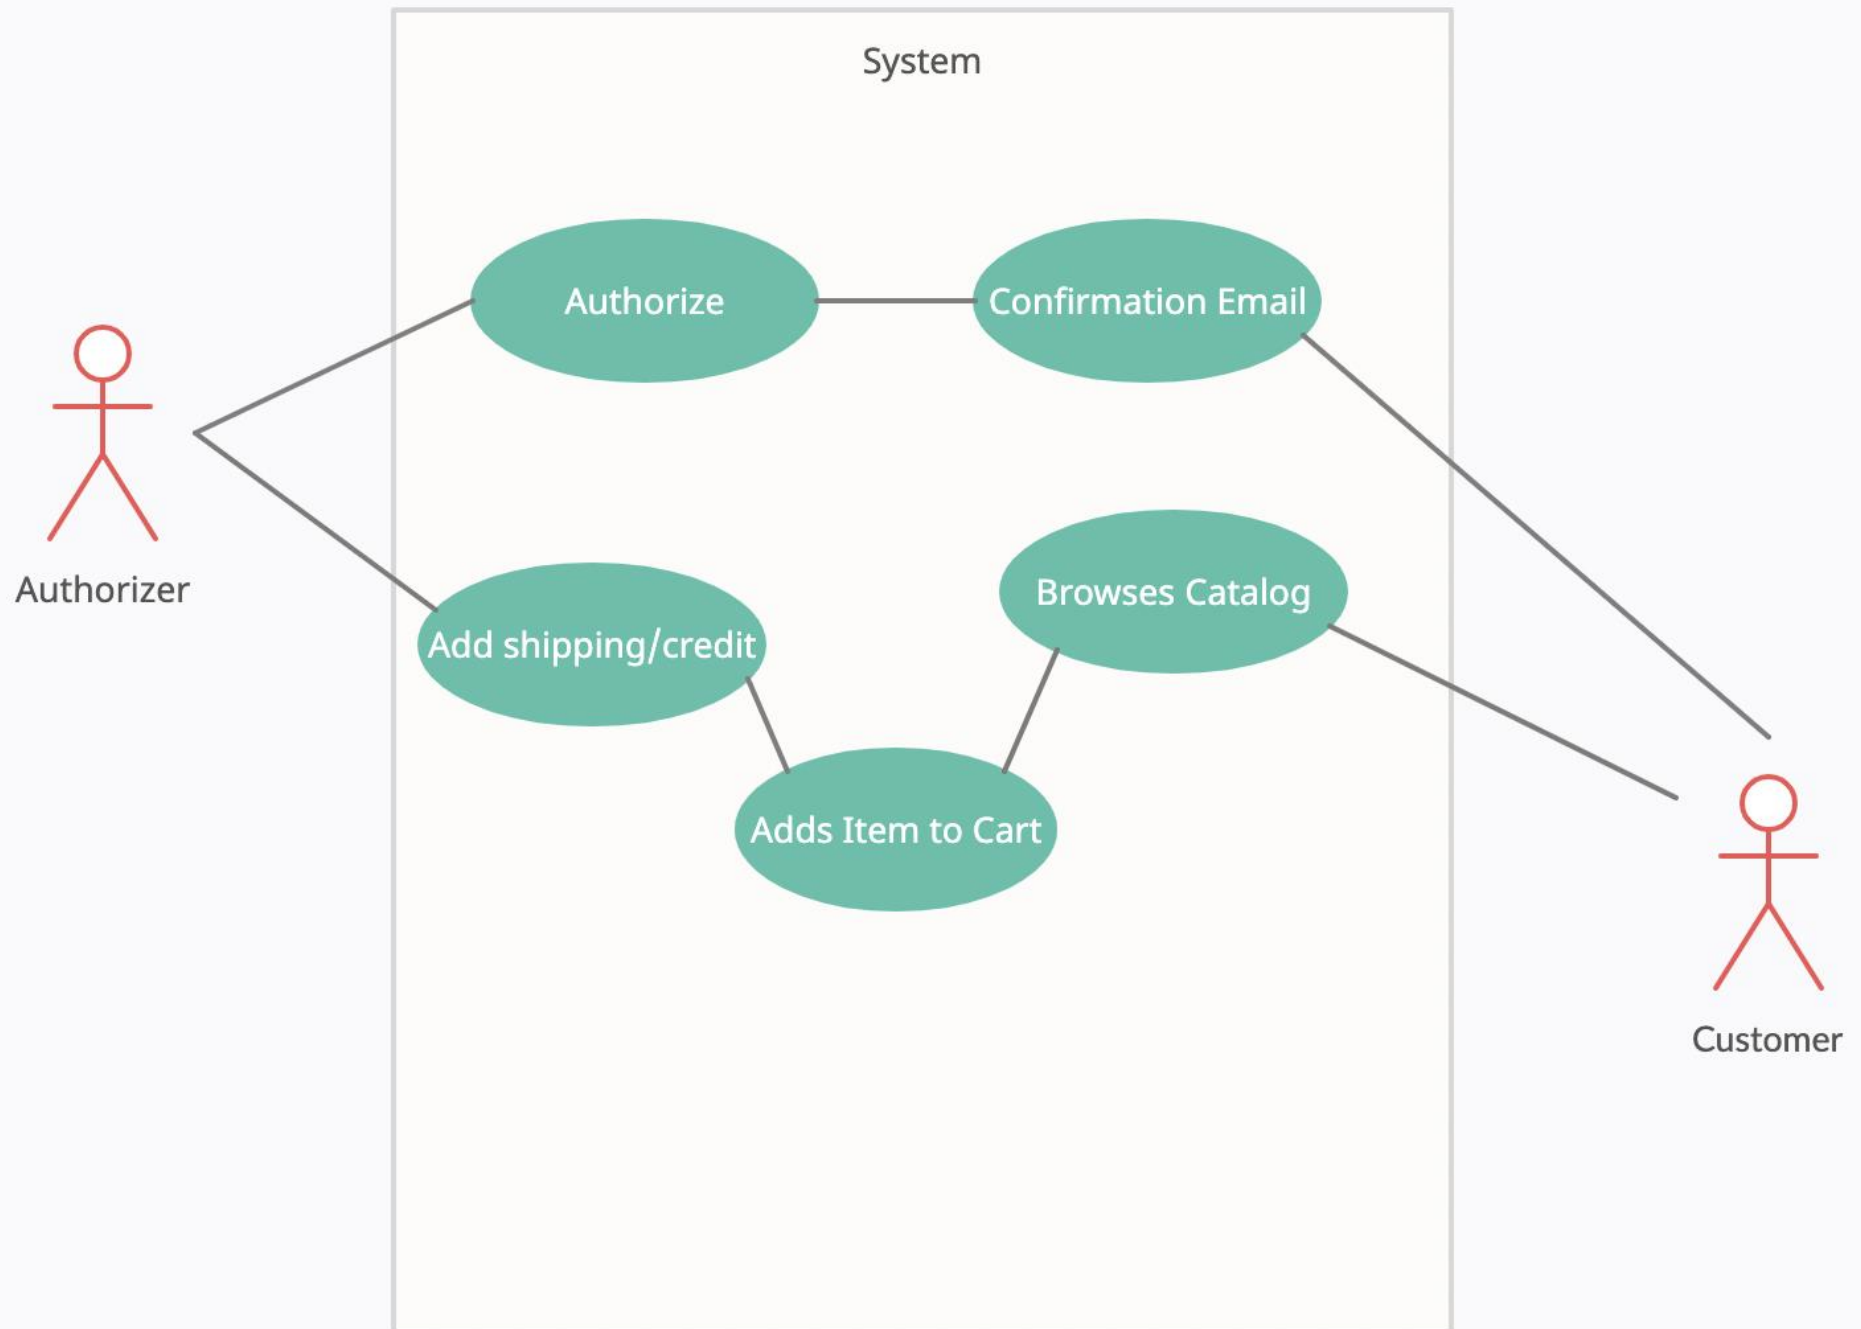 System
Authorize
Confirmation Email
Authorizer
Browses Catalog
Add shipping/credit
Adds Item to Cart
Customer